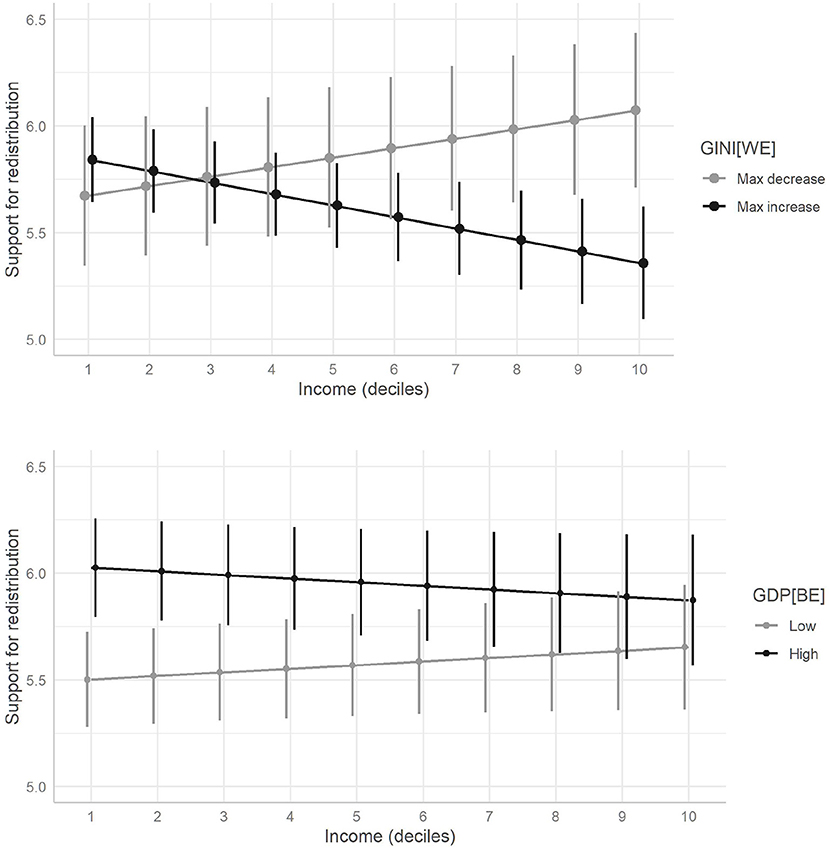 6.5
6.0
5.5
5.0
Support for redistribution
1 2 3 4 5 6 7 8 9 10
Income (deciles)
GINI[WE]
Max decrease
Max increase
6.5
6.0
5.5
5.0
Support for redistribution
1 2 3 4 5 6 7 8 9 10
Income (deciles)
GDP[BE]
Low
High